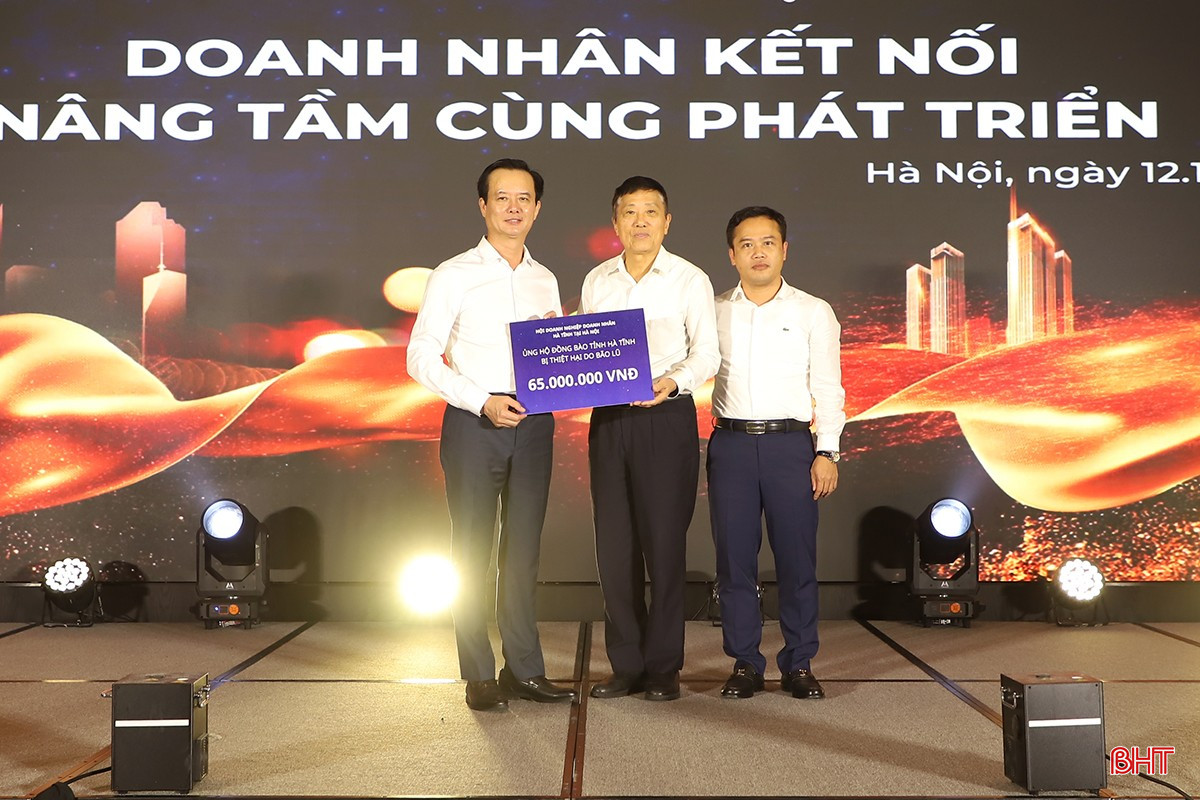 DOANH NHÂN KẾT NỐI
NÂNG TẦM CÙNG PHÁT TRIỂN
Hà Nội, ngày 12.1
HỘI DOANH NGHIỆP DOANH NHÂN
HÀ TĨNH TẠI HÀ NỘI
ỦNG HỘ ĐỒNG BÀO TỈNH HÀ TĨNH
BỊ THIỆT HẠI DO BÃO LŨ
65.000.000 VNĐ
BHT